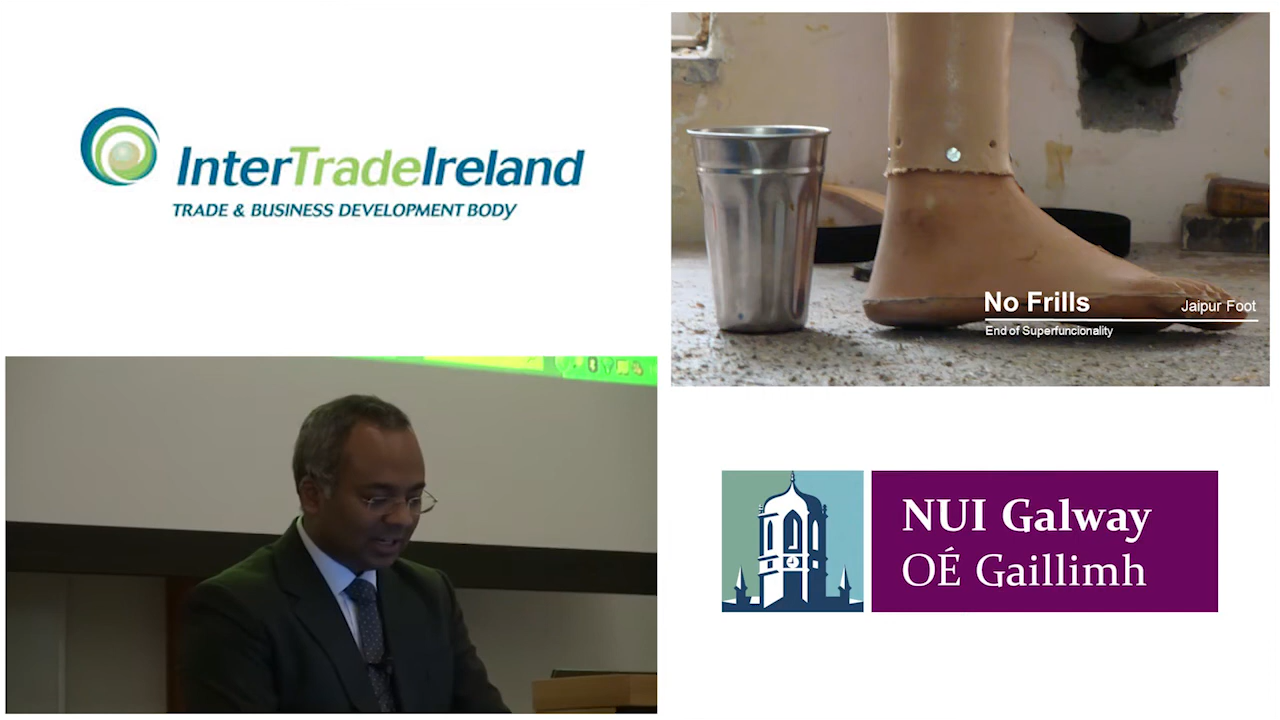 InterTradeIreland
TRADE & BUSINESS DEVELOPMENT BODY
No Frills
Jaipur Foot
End of Superfuncionality
NUI Galway
OÉ Gaillimh